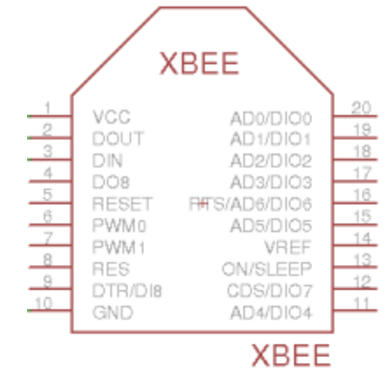 XBEE
1 VCC AD0/DIO0 20
2 DOUT AD1/DIO1 19
3 DIN AD2/DIO2 18
4 DO8 AD3/DIO3 17
5 RESET RTS/AD6/DIO6 16
6 PWM0 AD5/DIO5 15
7 PWM1 VREF 14
8 RES ON/SLEEP 13
9 DTR/DI8 CDS/DIO7 12
10 GND AD4/DIO4 11
XBEE